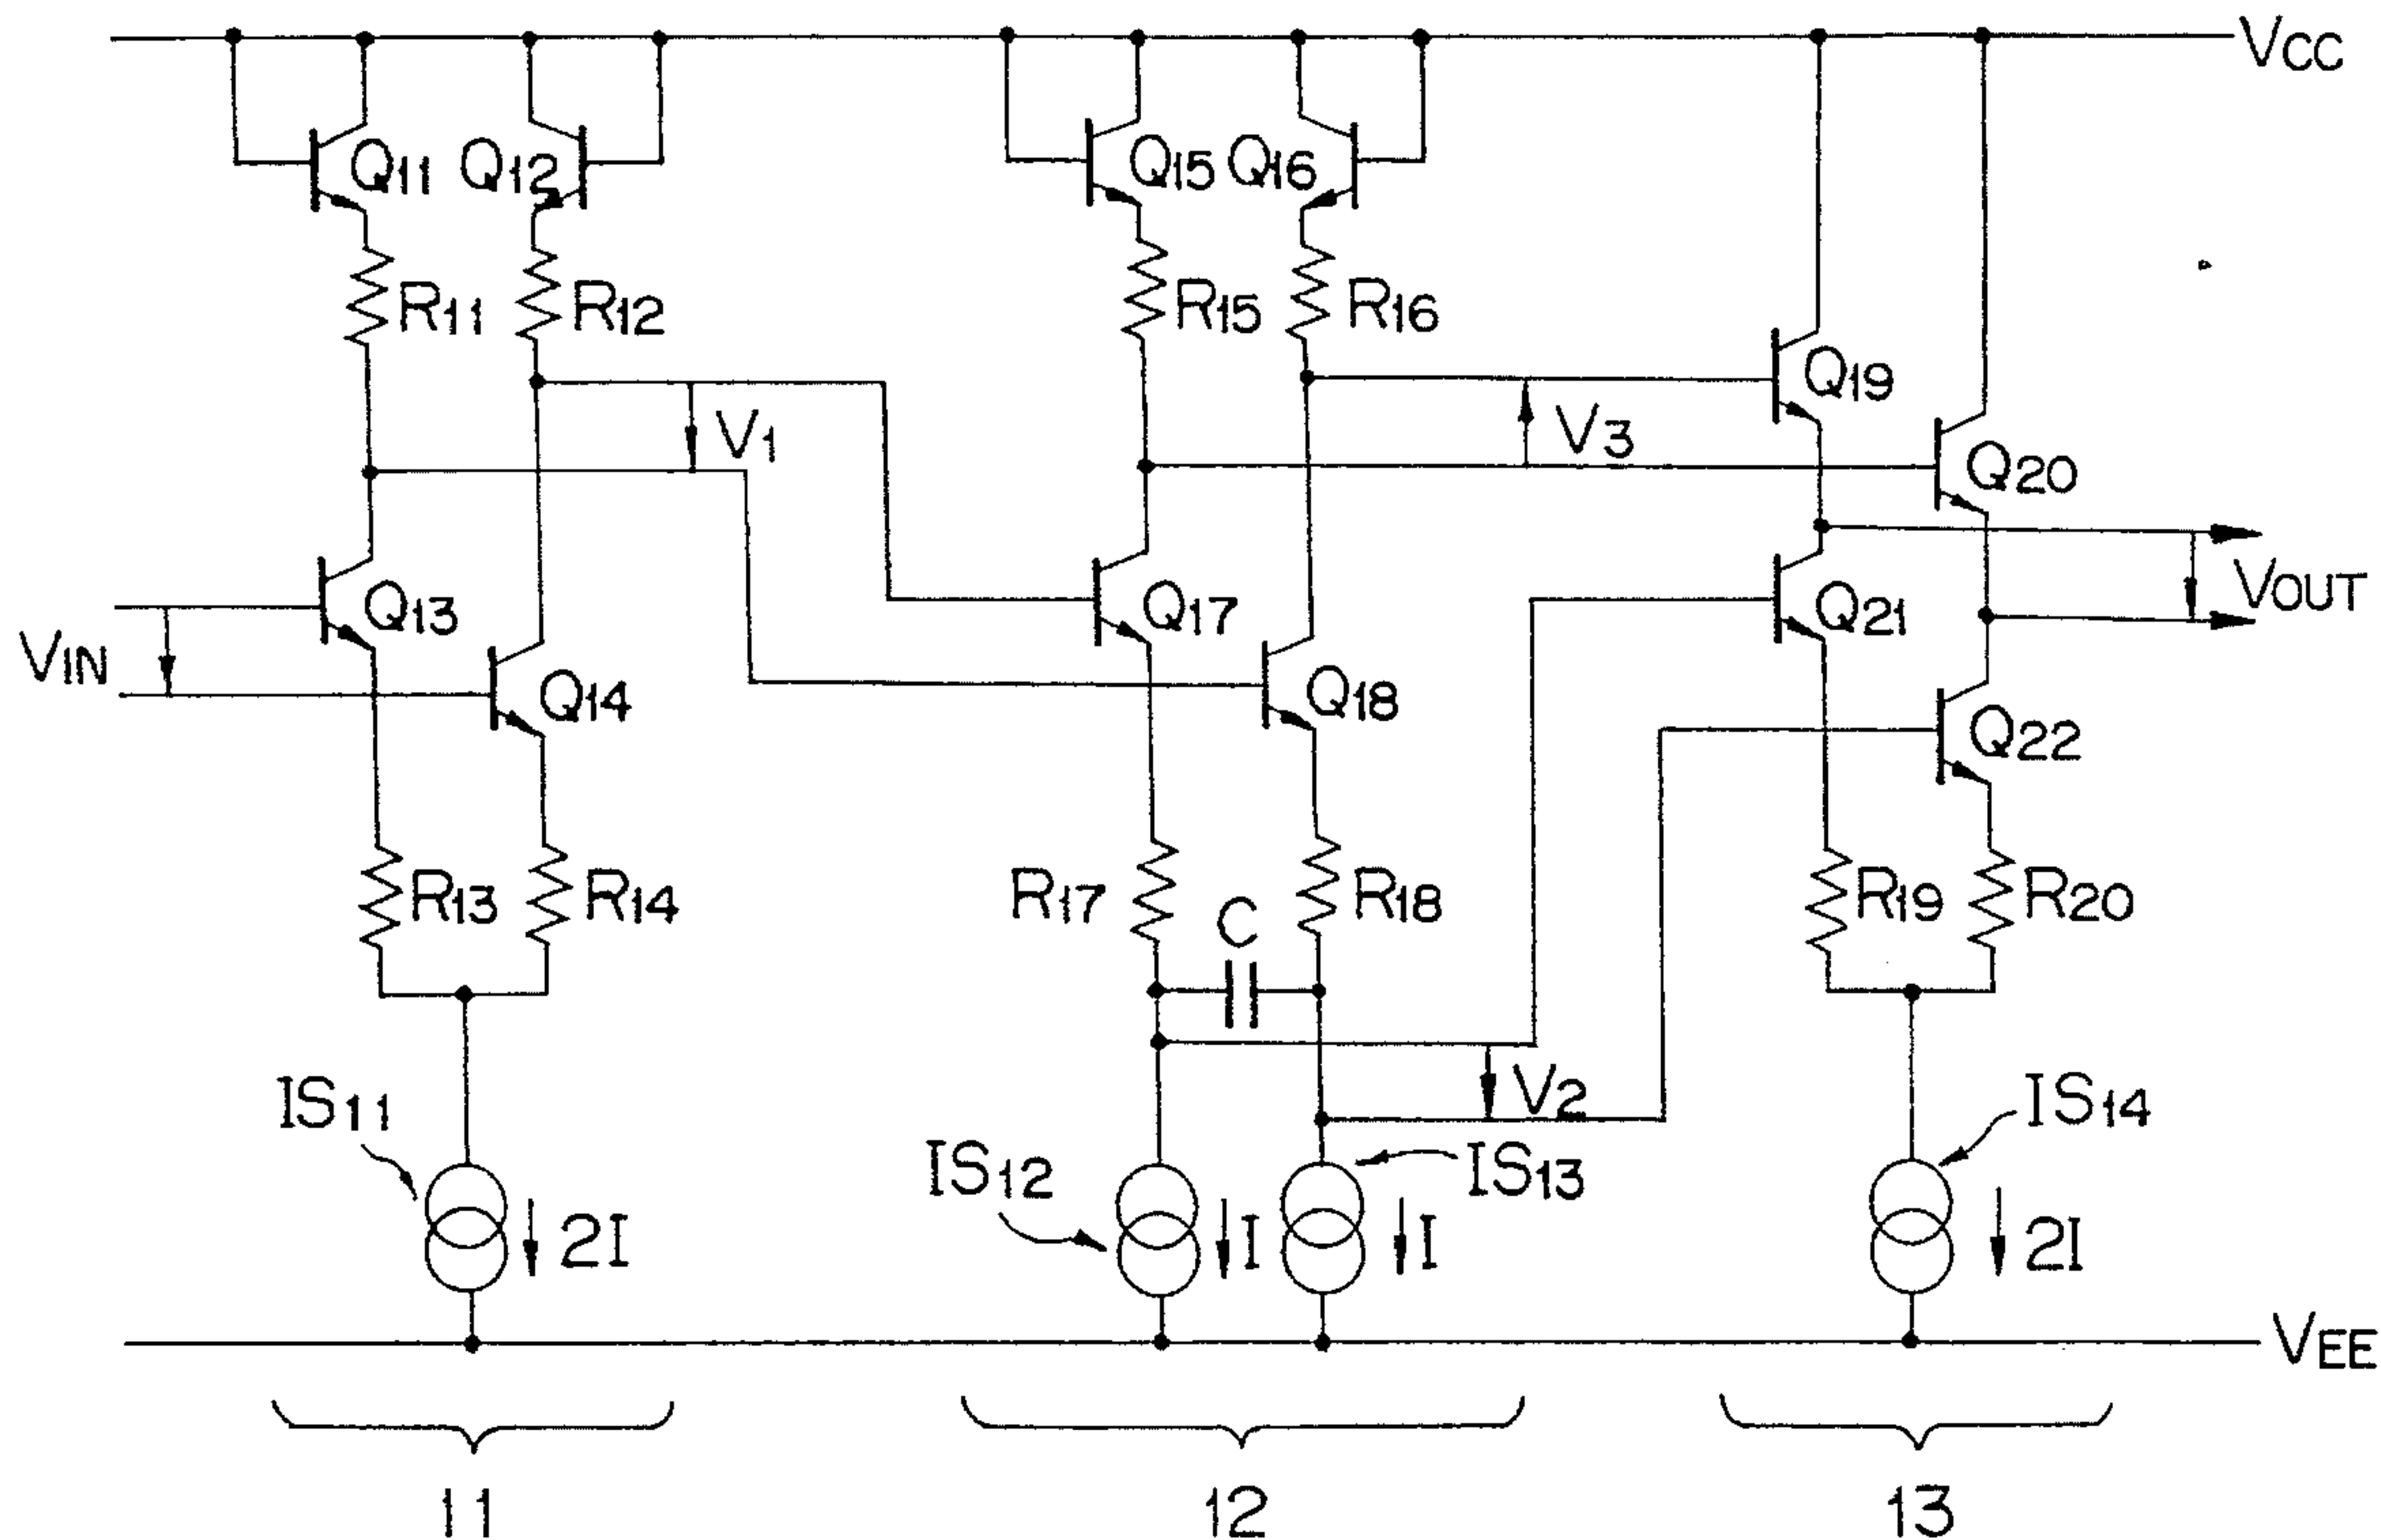 VCC
Q11 Q12 Q15 Q16
R11 R12 R15 R16
Q19
V1 V3
Q20
VIN Q13 Q17 Q21 VOUT
Q14 Q18 Q22
R13 R14 R17 C R18 R19 R20
IS11 V2 IS14
IS12 IS13
2I I I 2I
VEE
11 12 13